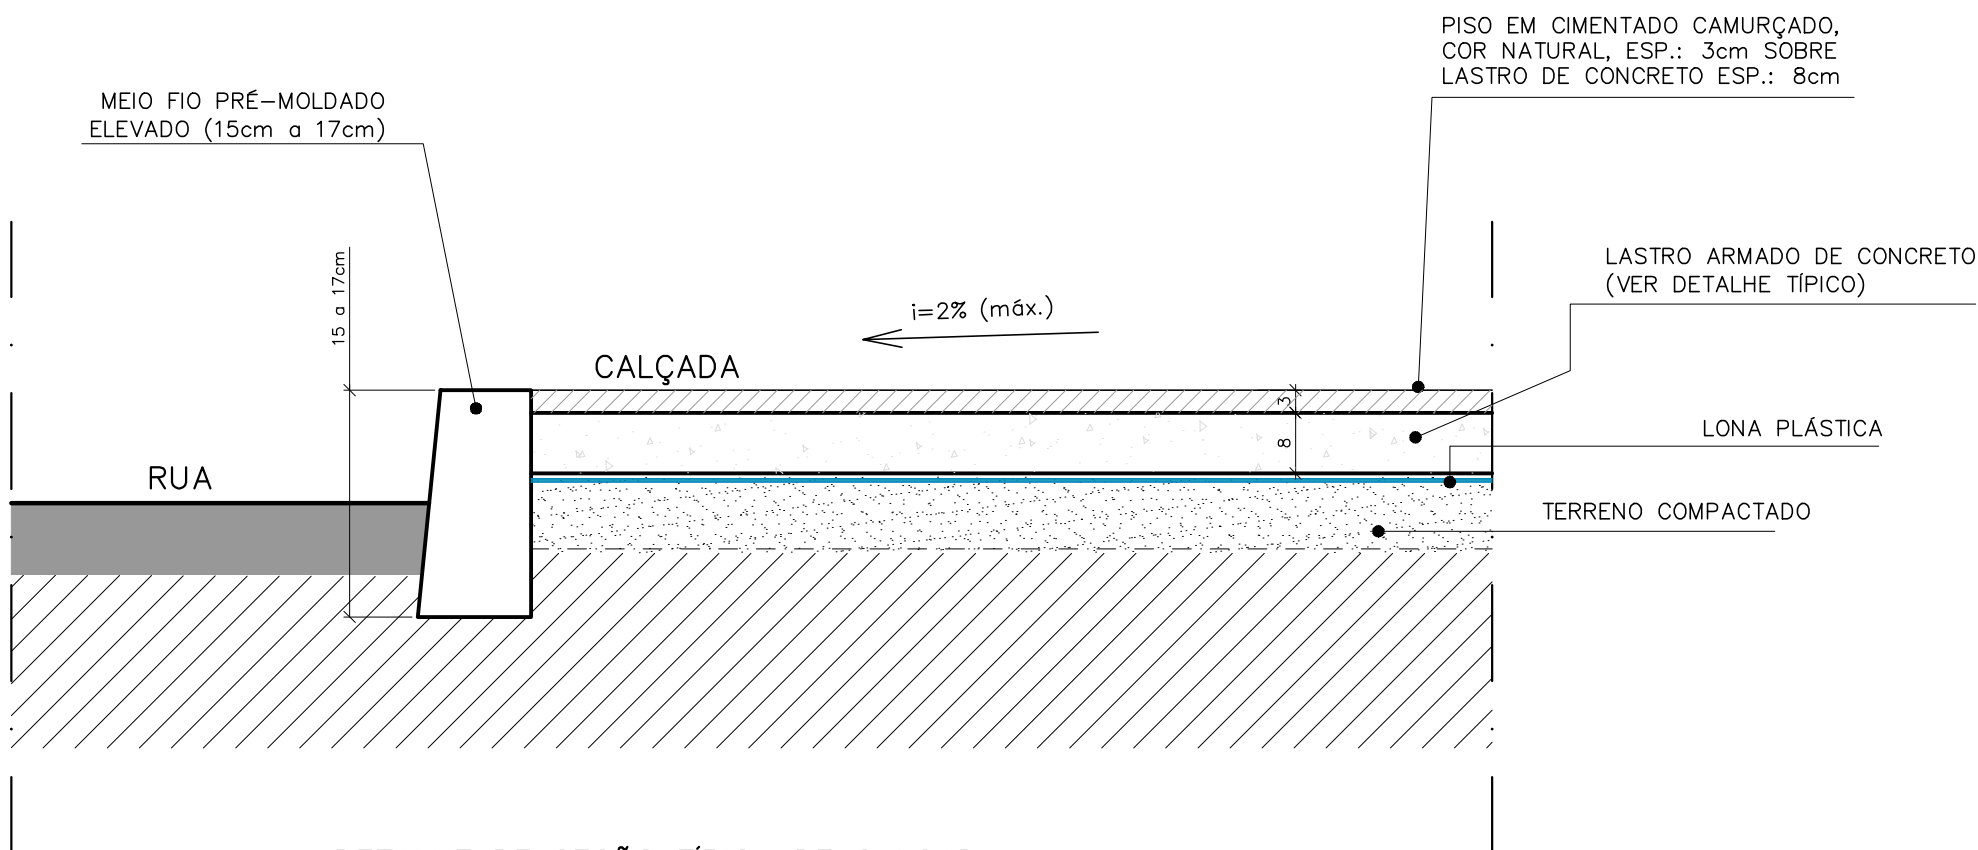 PISO EM CIMENTADO CAMURÇADO,
COR NATURAL, ESP.: 3cm SOBRE
LASTRO DE CONCRETO ESP.: 8cm
MEIO FIO PRÉ-MOLDADO
ELEVADO (15cm a 17cm)
LASTRO ARMADO DE CONCRETO
(VER DETALHE TÍPICO)
15 a 17cm
i=2% (máx.)
CALÇADA
3
8
LONA PLÁSTICA
RUA
TERRENO COMPACTADO